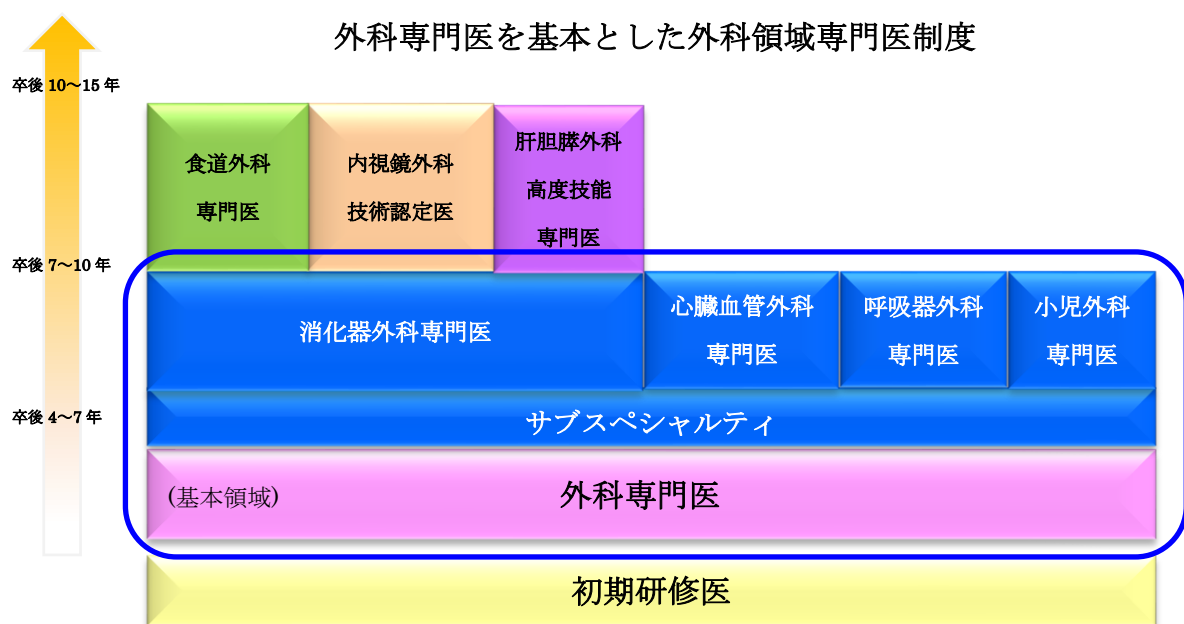 外科専門医を基本とした外科領域専門医制度
卒後 10～15 年
食道外科
専門医
内視鏡外科
技術認定医
肝胆膵外科
高度技能
専門医
卒後 7～10 年
消化器外科専門医
心臓血管外科
専門医
呼吸器外科
専門医
小児外科
専門医
卒後 4～7 年
サブスペシャルティ
(基本領域)
外科専門医
初期研修医